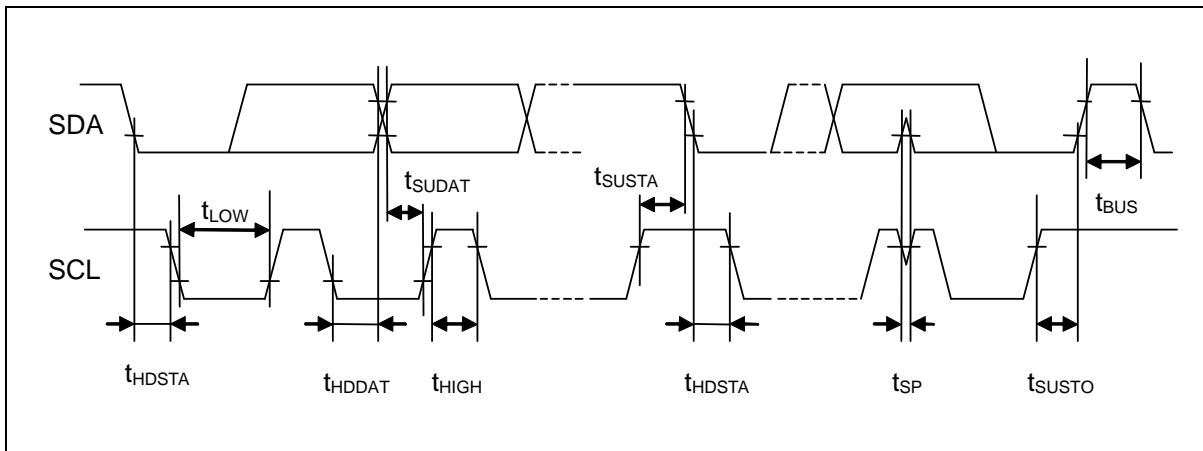 SDA
tSUDAT
tSUSTA
tBUS
tLOW
SCL
tHDSTA
tHDDAT
tHIGH
tHDSTA
tSP
tSUSTO